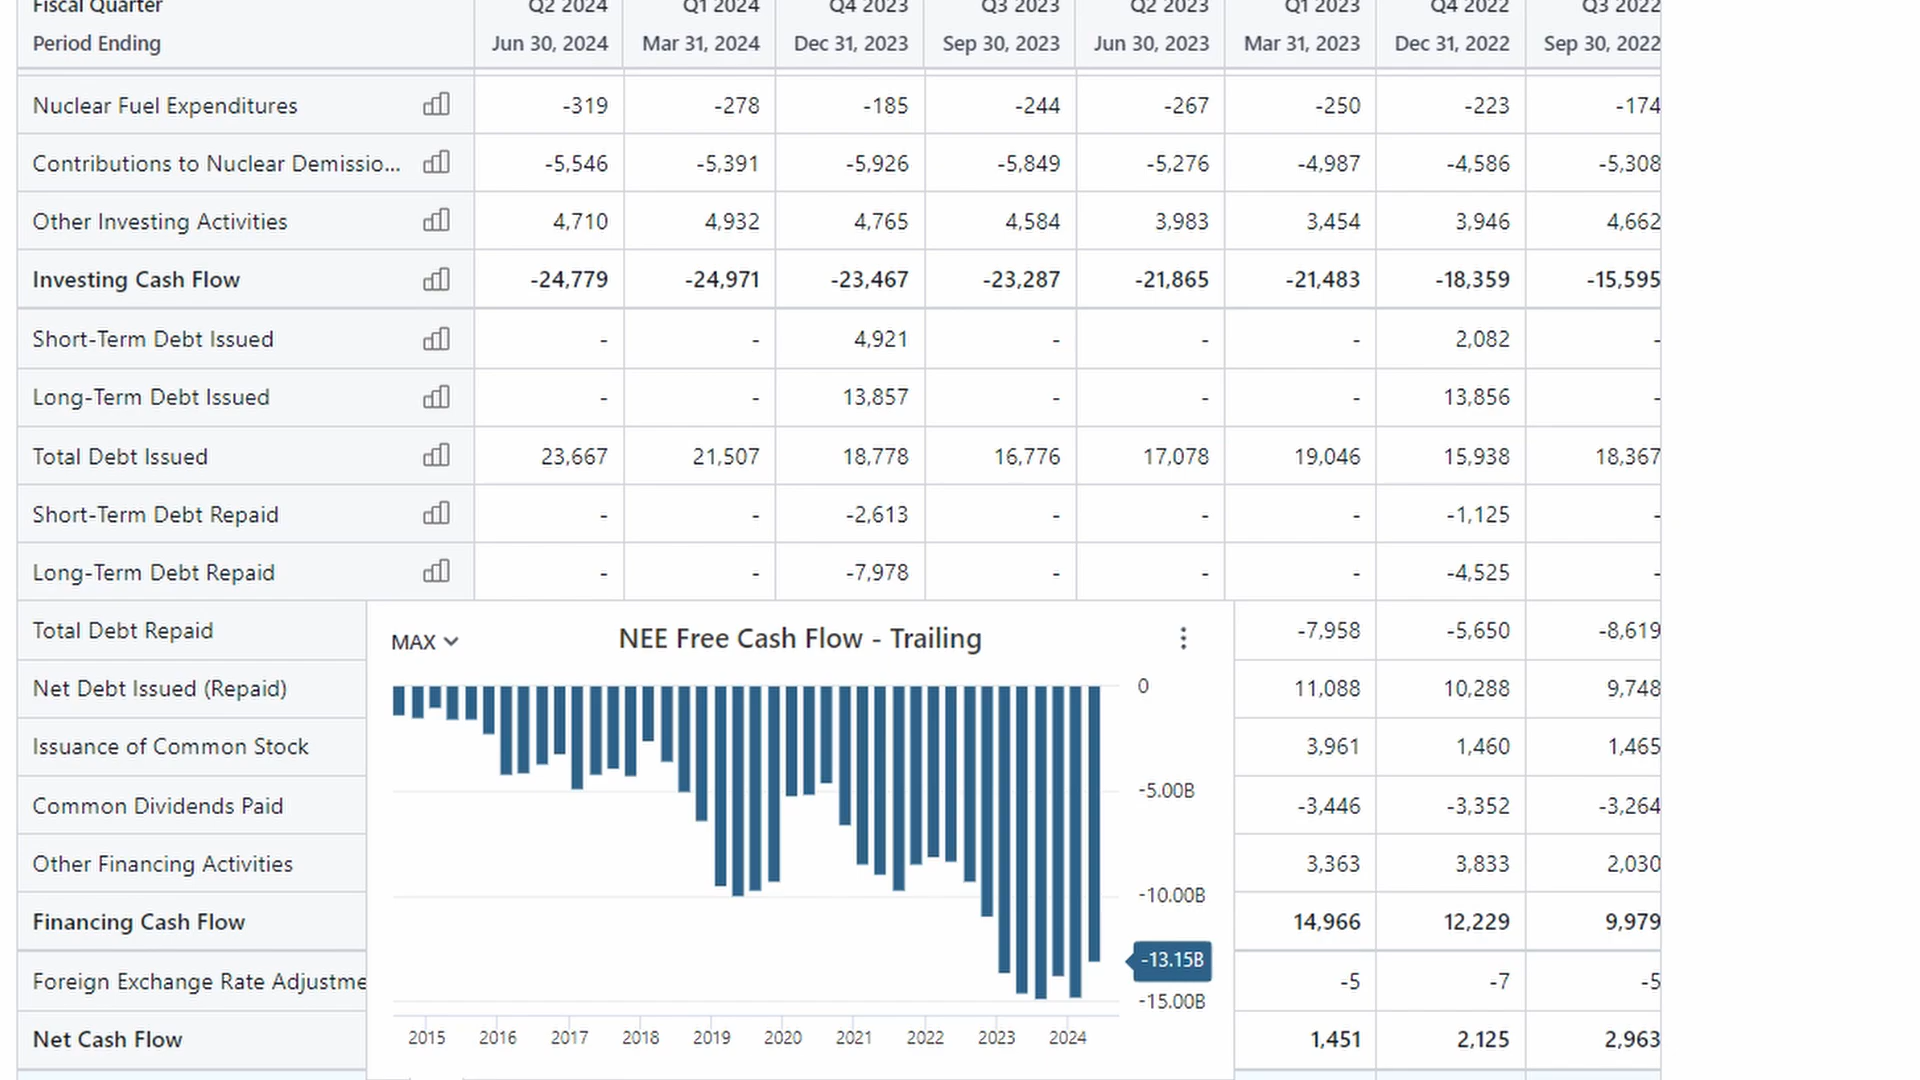 Fiscal Quarter Q2 2024 Q1 2024 Q4 2023 Q3 2023 Q2 2023 Q1 2023 Q4 2022 Q3 2022
Period Ending Jun 30, 2024 Mar 31, 2024 Dec 31, 2023 Sep 30, 2023 Jun 30, 2023 Mar 31, 2023 Dec 31, 2022 Sep 30, 2022
Nuclear Fuel Expenditures -319 -278 -185 -244 -267 -250 -223 -174
Contributions to Nuclear Demissio... -5,546 -5,391 -5,926 -5,849 -5,276 -4,987 -4,586 -5,308
Other Investing Activities 4,710 4,932 4,765 4,584 3,983 3,454 3,946 4,662
Investing Cash Flow -24,779 -24,971 -23,467 -23,287 -21,865 -21,483 -18,359 -15,595
Short-Term Debt Issued - - 4,921 - - - 2,082 -
Long-Term Debt Issued - - 13,857 - - - 13,856 -
Total Debt Issued 23,667 21,507 18,778 16,776 17,078 19,046 15,938 18,367
Short-Term Debt Repaid - - -2,613 - - - -1,125 -
Long-Term Debt Repaid - - -7,978 - - - -4,525 -
Total Debt Repaid -7,958 -5,650 -8,619
Net Debt Issued (Repaid) 11,088 10,288 9,748
Issuance of Common Stock 3,961 1,460 1,465
Common Dividends Paid -3,446 -3,352 -3,264
Other Financing Activities 3,363 3,833 2,030
Financing Cash Flow 14,966 12,229 9,979
Foreign Exchange Rate Adjustme -5 -7 -5
Net Cash Flow 1,451 2,125 2,963
MAX NEE Free Cash Flow - Trailing
0
-5.00B
-10.00B
-13.15B
-15.00B
2015 2016 2017 2018 2019 2020 2021 2022 2023 2024